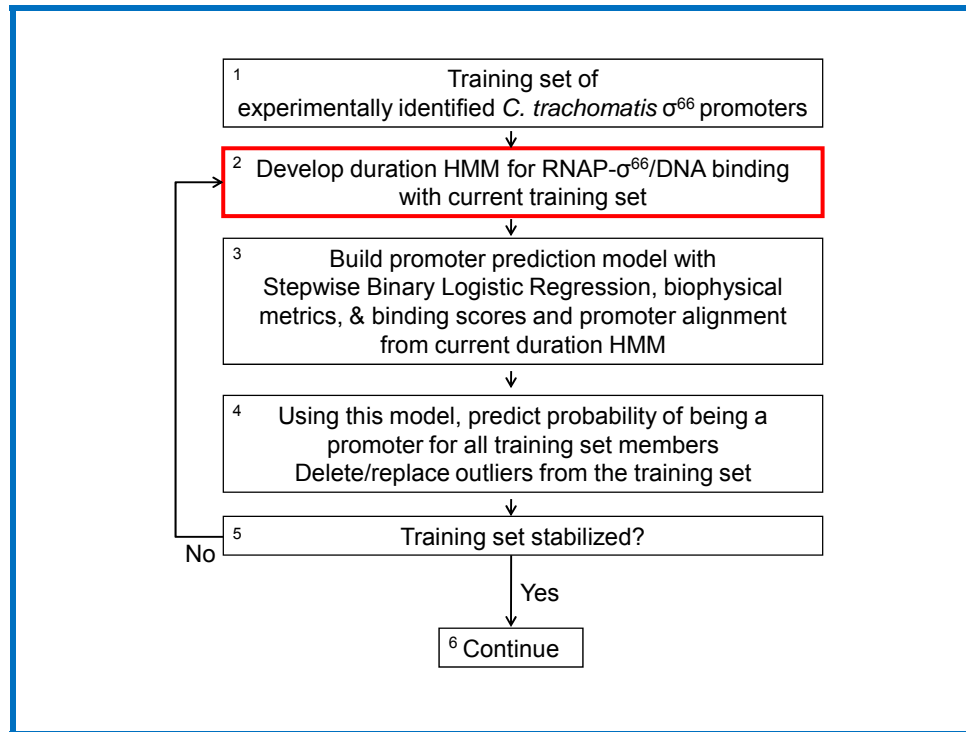 1 Training set of
experimentally identified C. trachomatis σ⁶⁶ promoters
2 Develop duration HMM for RNAP-σ⁶⁶/DNA binding
with current training set
3 Build promoter prediction model with
Stepwise Binary Logistic Regression, biophysical
metrics, & binding scores and promoter alignment
from current duration HMM
4 Using this model, predict probability of being a
promoter for all training set members
Delete/replace outliers from the training set
5 Training set stabilized?
No
Yes
6 Continue